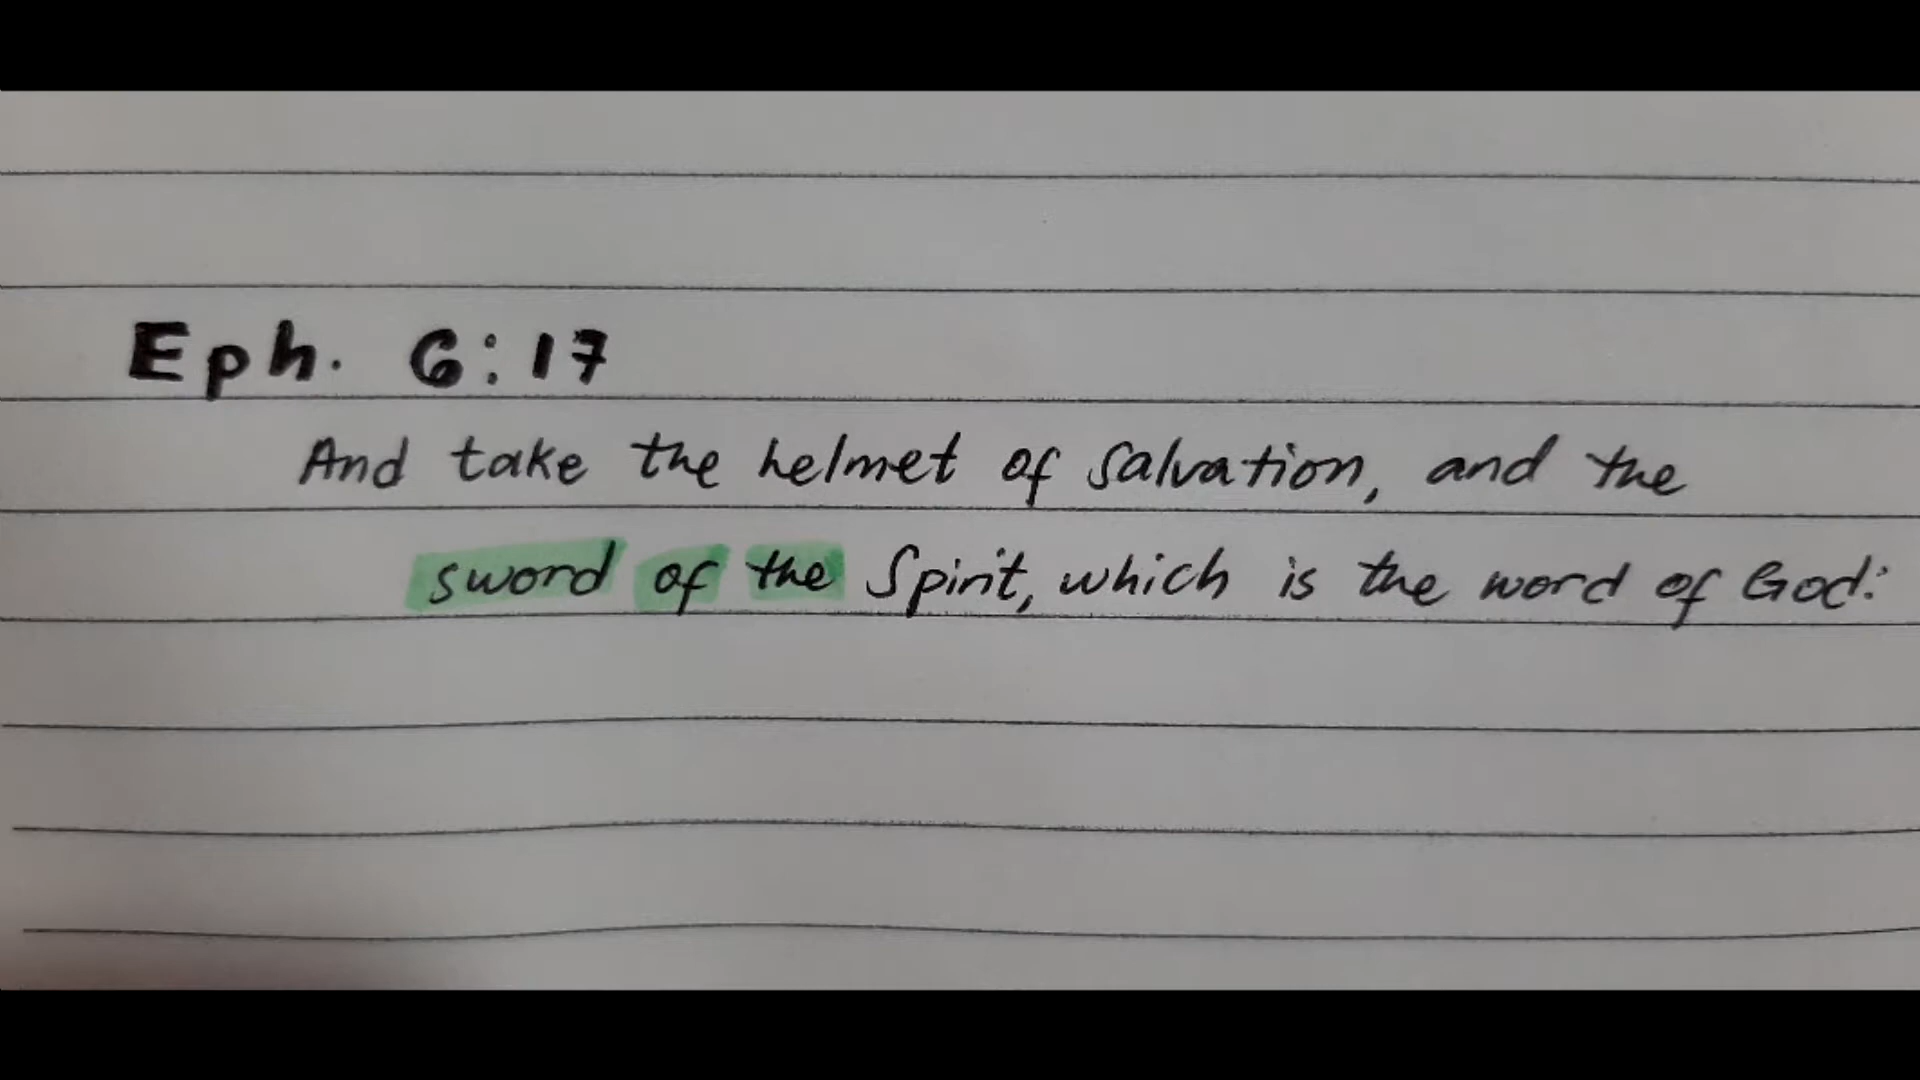 Eph. 6:17
And take the helmet of salvation, and the
sword of the Spirit, which is the word of God: